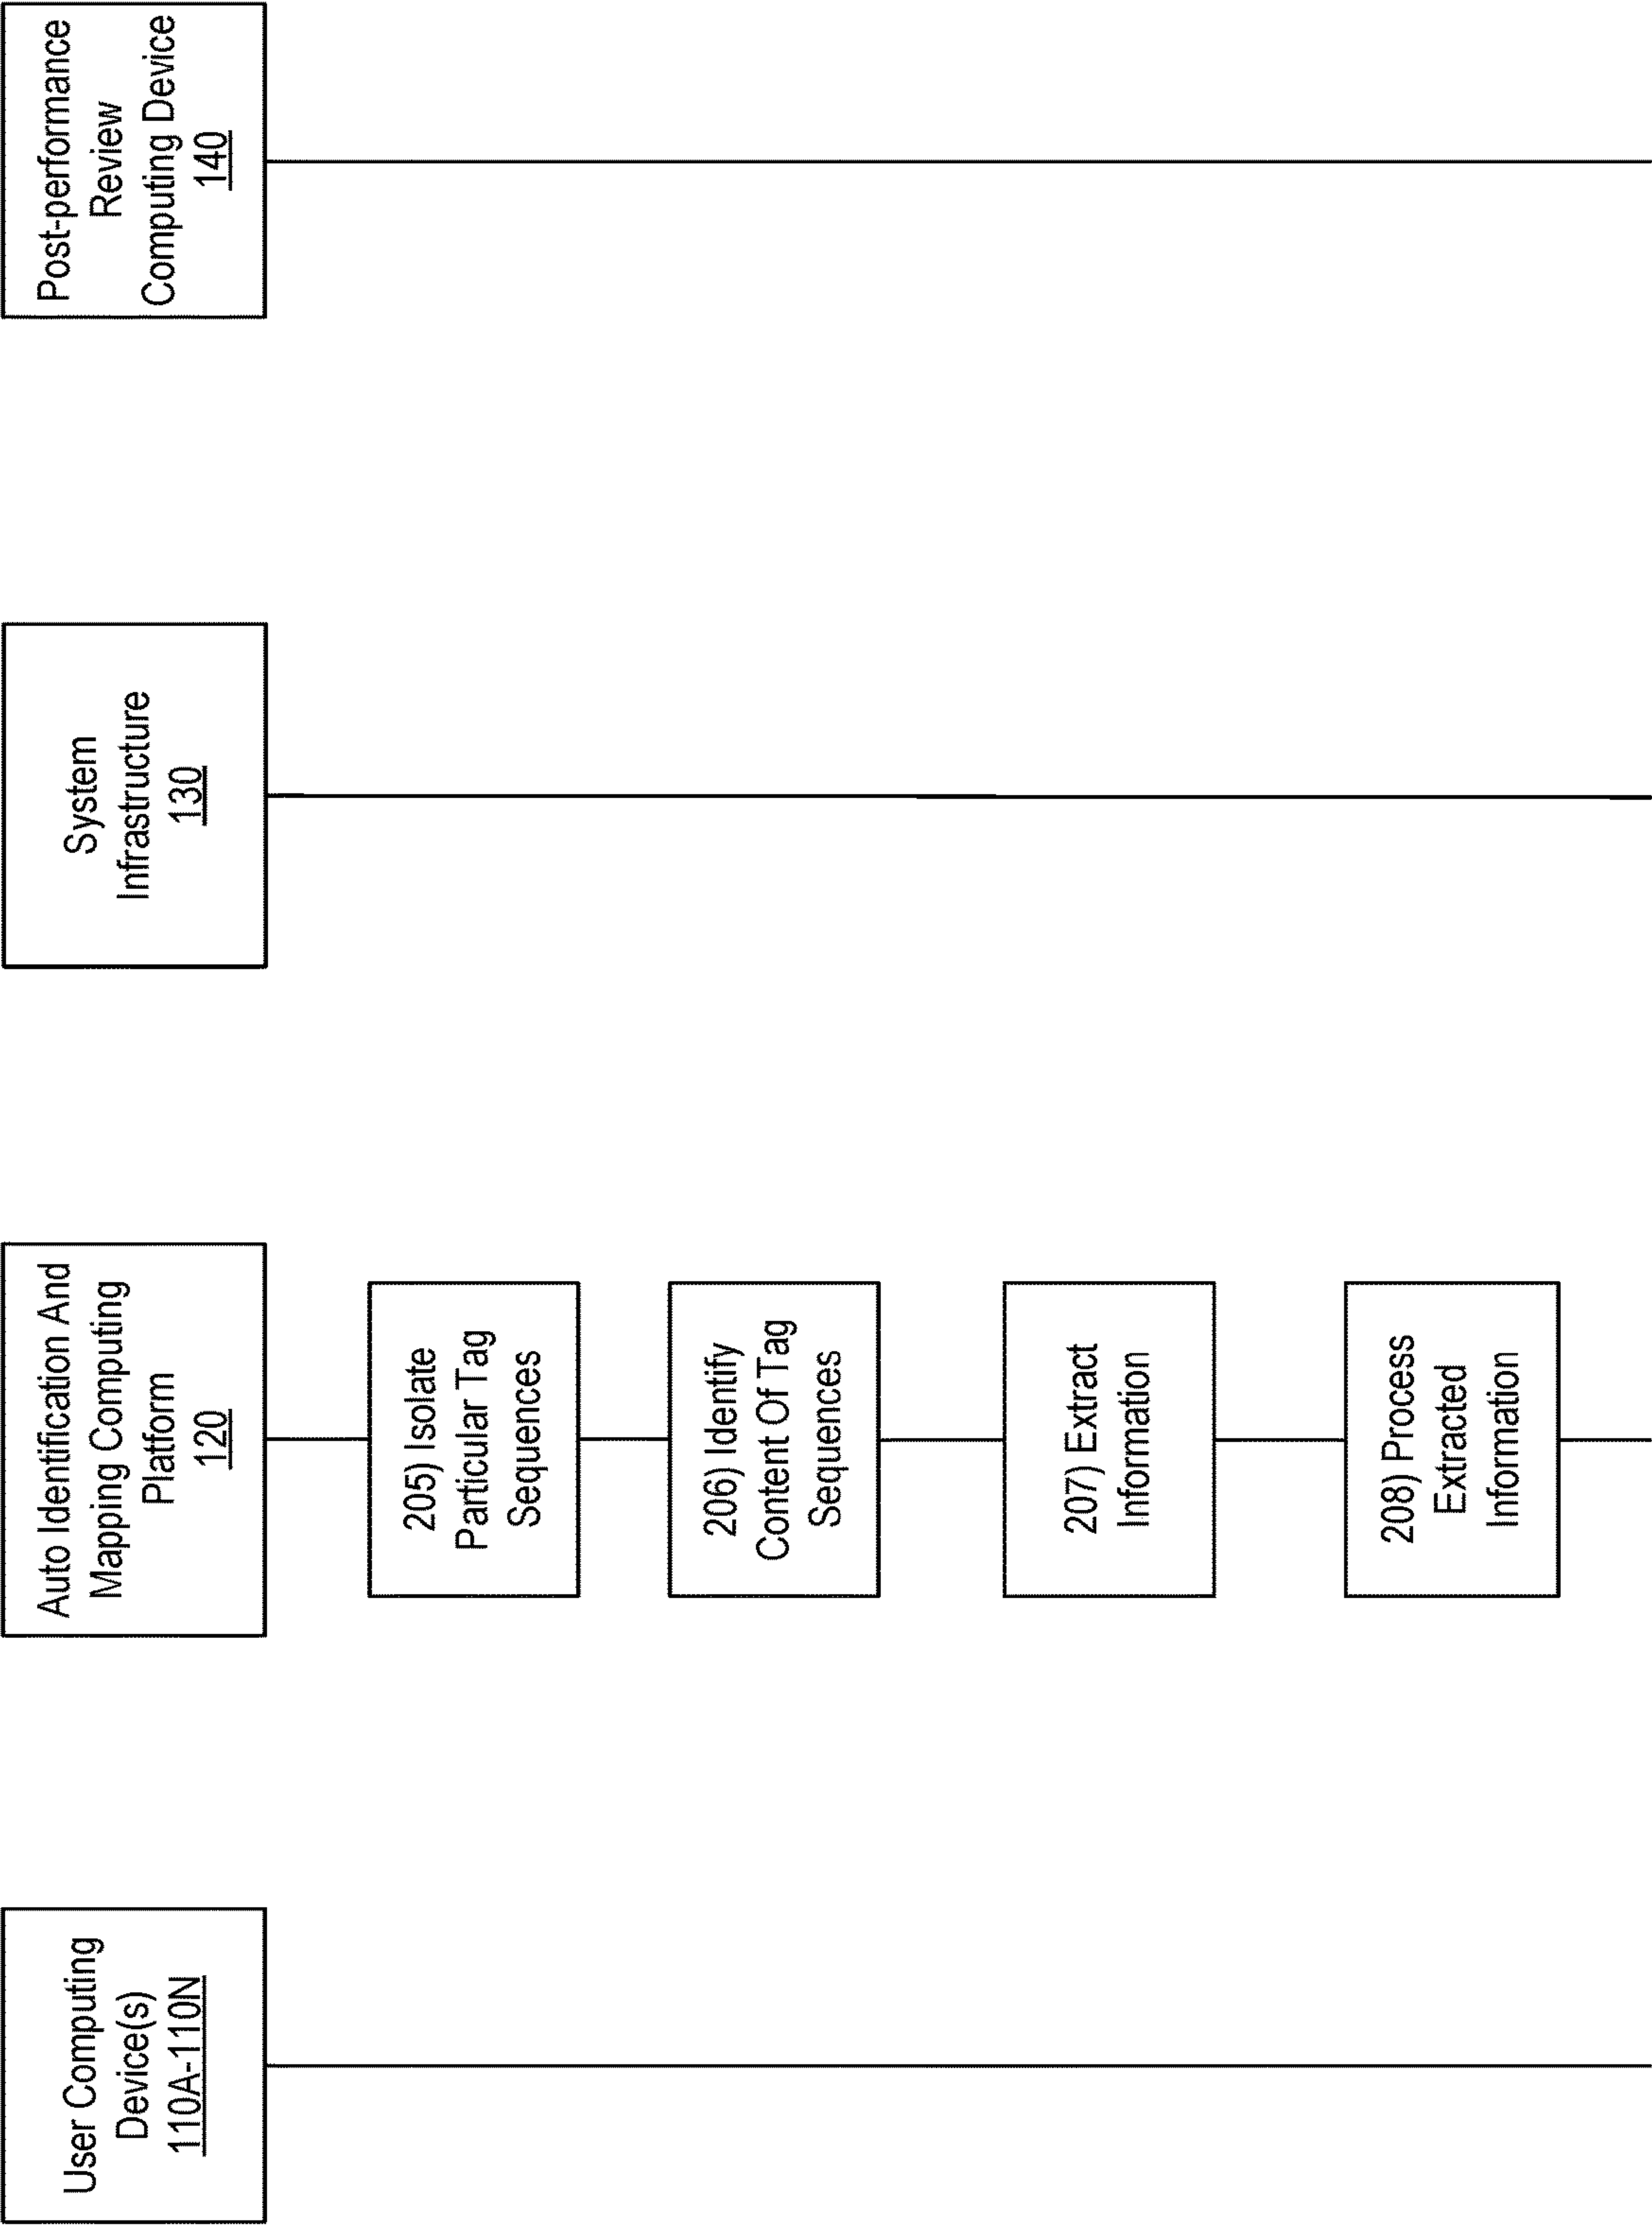 User Computing
Device(s)
110A-110N
Auto Identification And
Mapping Computing
Platform
120
System
Infrastructure
130
Post-performance
Review
Computing Device
140
205) Isolate
Particular Tag
Sequences
206) Identify
Content Of Tag
Sequences
207) Extract
Information
208) Process
Extracted
Information